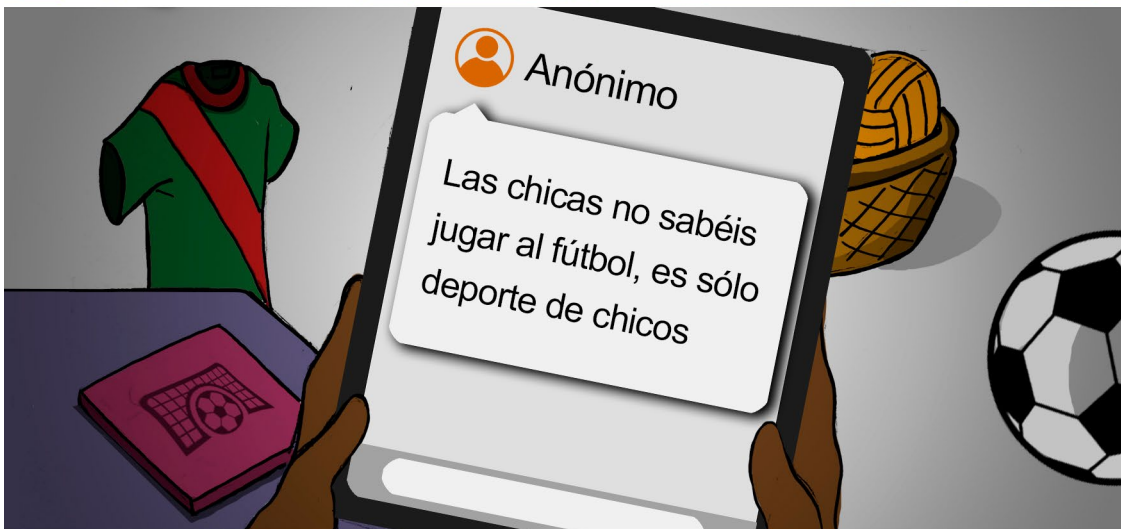 Anónimo
Las chicas no sabéis
jugar al fútbol, es sólo
deporte de chicos